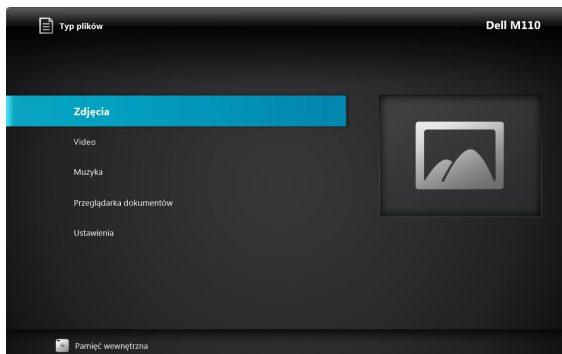 Typ plików
Dell M110
Zdjęcia
Video
Muzyka
Przeglądarka dokumentów
Ustawienia
Pamięć wewnętrzna